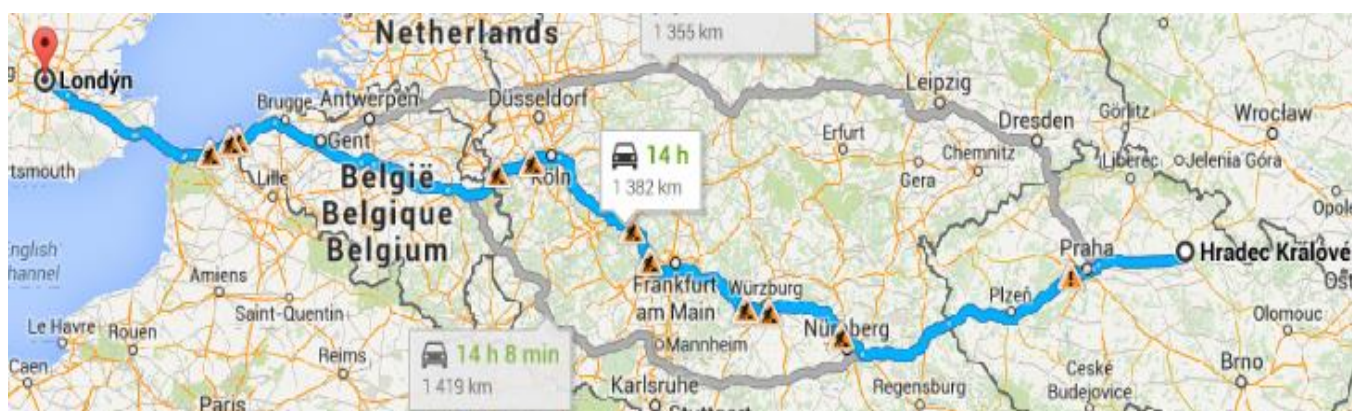 Netherlands
1 355 km
Londýn
Leipzig
Brugge
Antwerpen
Düsseldorf
Görlitz
Wrocław
Dresden
Gent
Erfurt
14 h
1 382 km
Chemnitz
Liberec
Jelenia Góra
Gera
Lille
Köln
België
Belgique
Belgium
Opole
Praha
Hradec Králové
English
Channel
Amiens
Frankfurt
am Main
Würzburg
Plzeň
Saint-Quentin
Olomouc
Le Havre
Rouen
Nürnberg
Mannheim
14 h 8 min
1 419 km
Reims
Brno
Caen
České
Budejovice
Karlsruhe
Regensburg
Paris
Stuttgart